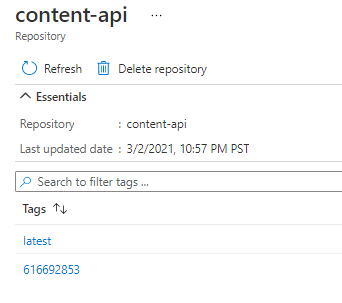 content-api ...
Repository
Refresh Delete repository
Essentials
Repository : content-api
Last updated date : 3/2/2021, 10:57 PM PST
Search to filter tags ...
Tags ↑↓
latest
616692853